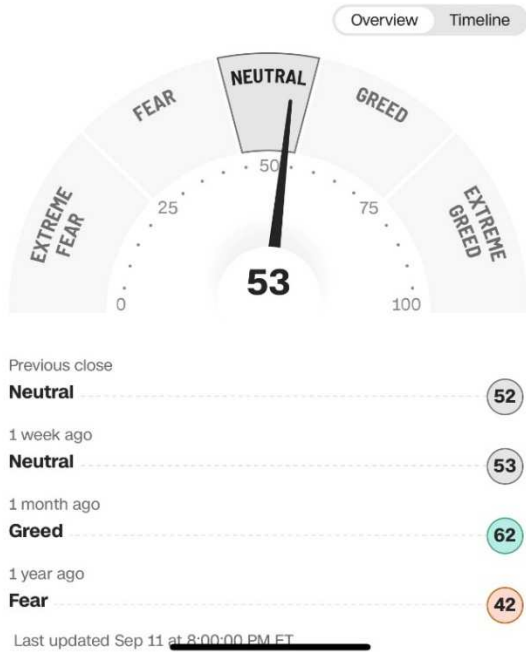 Overview Timeline
NEUTRAL
FEAR
GREED
EXTREME
FEAR
EXTREME
GREED
50
25
75
0
100
53
Previous close
Neutral 52
1 week ago
Neutral 53
1 month ago
Greed 62
1 year ago
Fear 42
Last updated Sep 11 at 8:00:00 PM ET